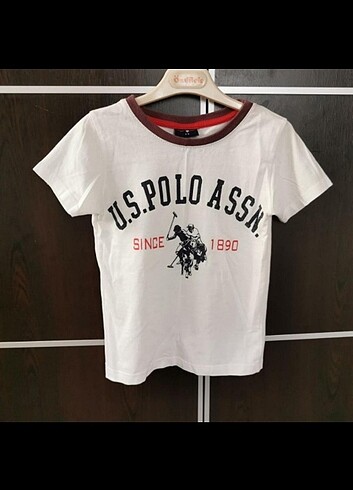 U.S. POLO ASSN.
SINCE 1890